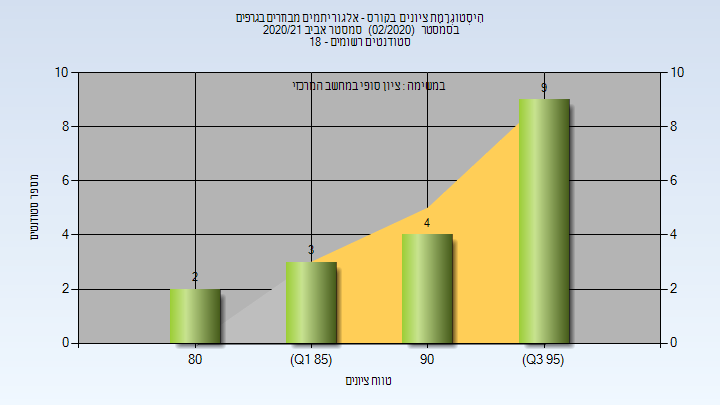 היסטוגרמת ציונים בקורס - אלגוריתמים מבוזרים בגרפים
בסמסטר (02/2020) סמסטר אביב 2020/21
סטודנטים רשומים - 18
במשימה : ציון סופי במחשב המרכזי
10 10
9
8 8
6 6
4
4 4
3
2
2 2
0 0
80 (Q1 85) 90 (Q3 95)
טווח ציונים
מספר סטודנטים